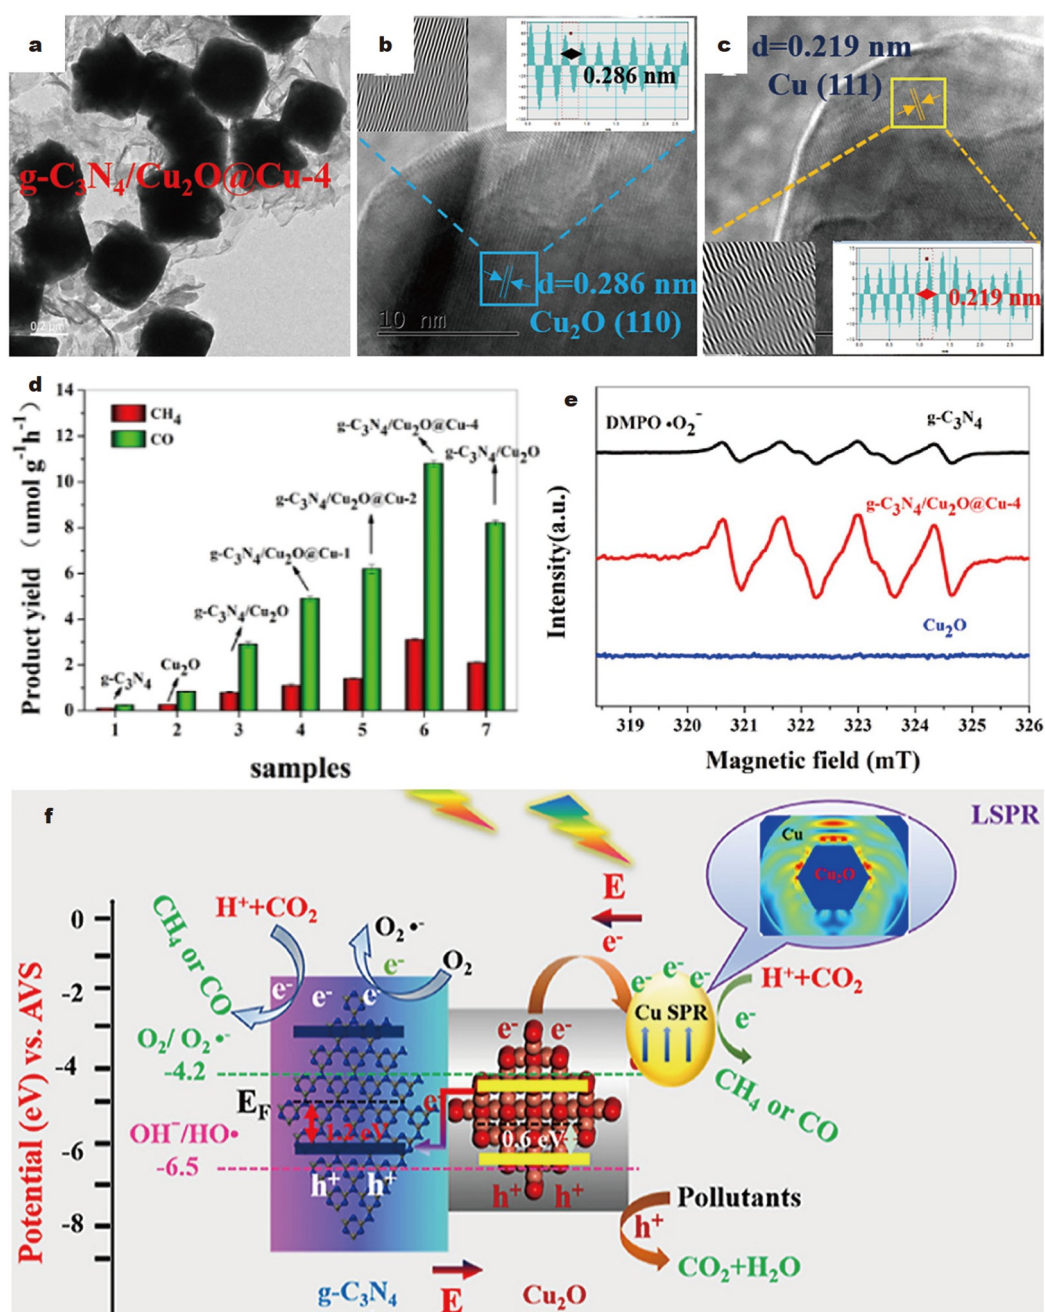 a
g-C3N4/Cu2O@Cu-4
0.2 μm
b
0.286 nm
d=0.286 nm
Cu2O (110)
10 nm
c
d=0.219 nm
Cu (111)
0.219 nm
d
14
12
10
8
6
4
2
0
Product yield (umol g-1h-1)
CH4
CO
g-C3N4
Cu2O
g-C3N4/Cu2O
g-C3N4/Cu2O@Cu-1
g-C3N4/Cu2O@Cu-2
g-C3N4/Cu2O@Cu-4
g-C3N4/Cu2O
1 2 3 4 5 6 7
samples
e
DMPO •O2-
g-C3N4
g-C3N4/Cu2O@Cu-4
Cu2O
Intensity(a.u.)
319 320 321 322 323 324 325 326
Magnetic field (mT)
f
LSPR
Cu
Cu2O
E
e-
Potential (eV) vs. AVS
0
-2
-4
-6
-8
CH4 or CO
H++CO2
O2 •-
e-
O2
e-
e- e-
O2/ O2 •-
-4.2
EF
1.2 eV
OH-/HO•
-6.5
h+ h+
g-C3N4
E
e- e-
e-
0.6 eV
h+ h+
Cu2O
e- e- e-
Cu SPR
H++CO2
e-
CH4 or CO
Pollutants
h+
CO2+H2O